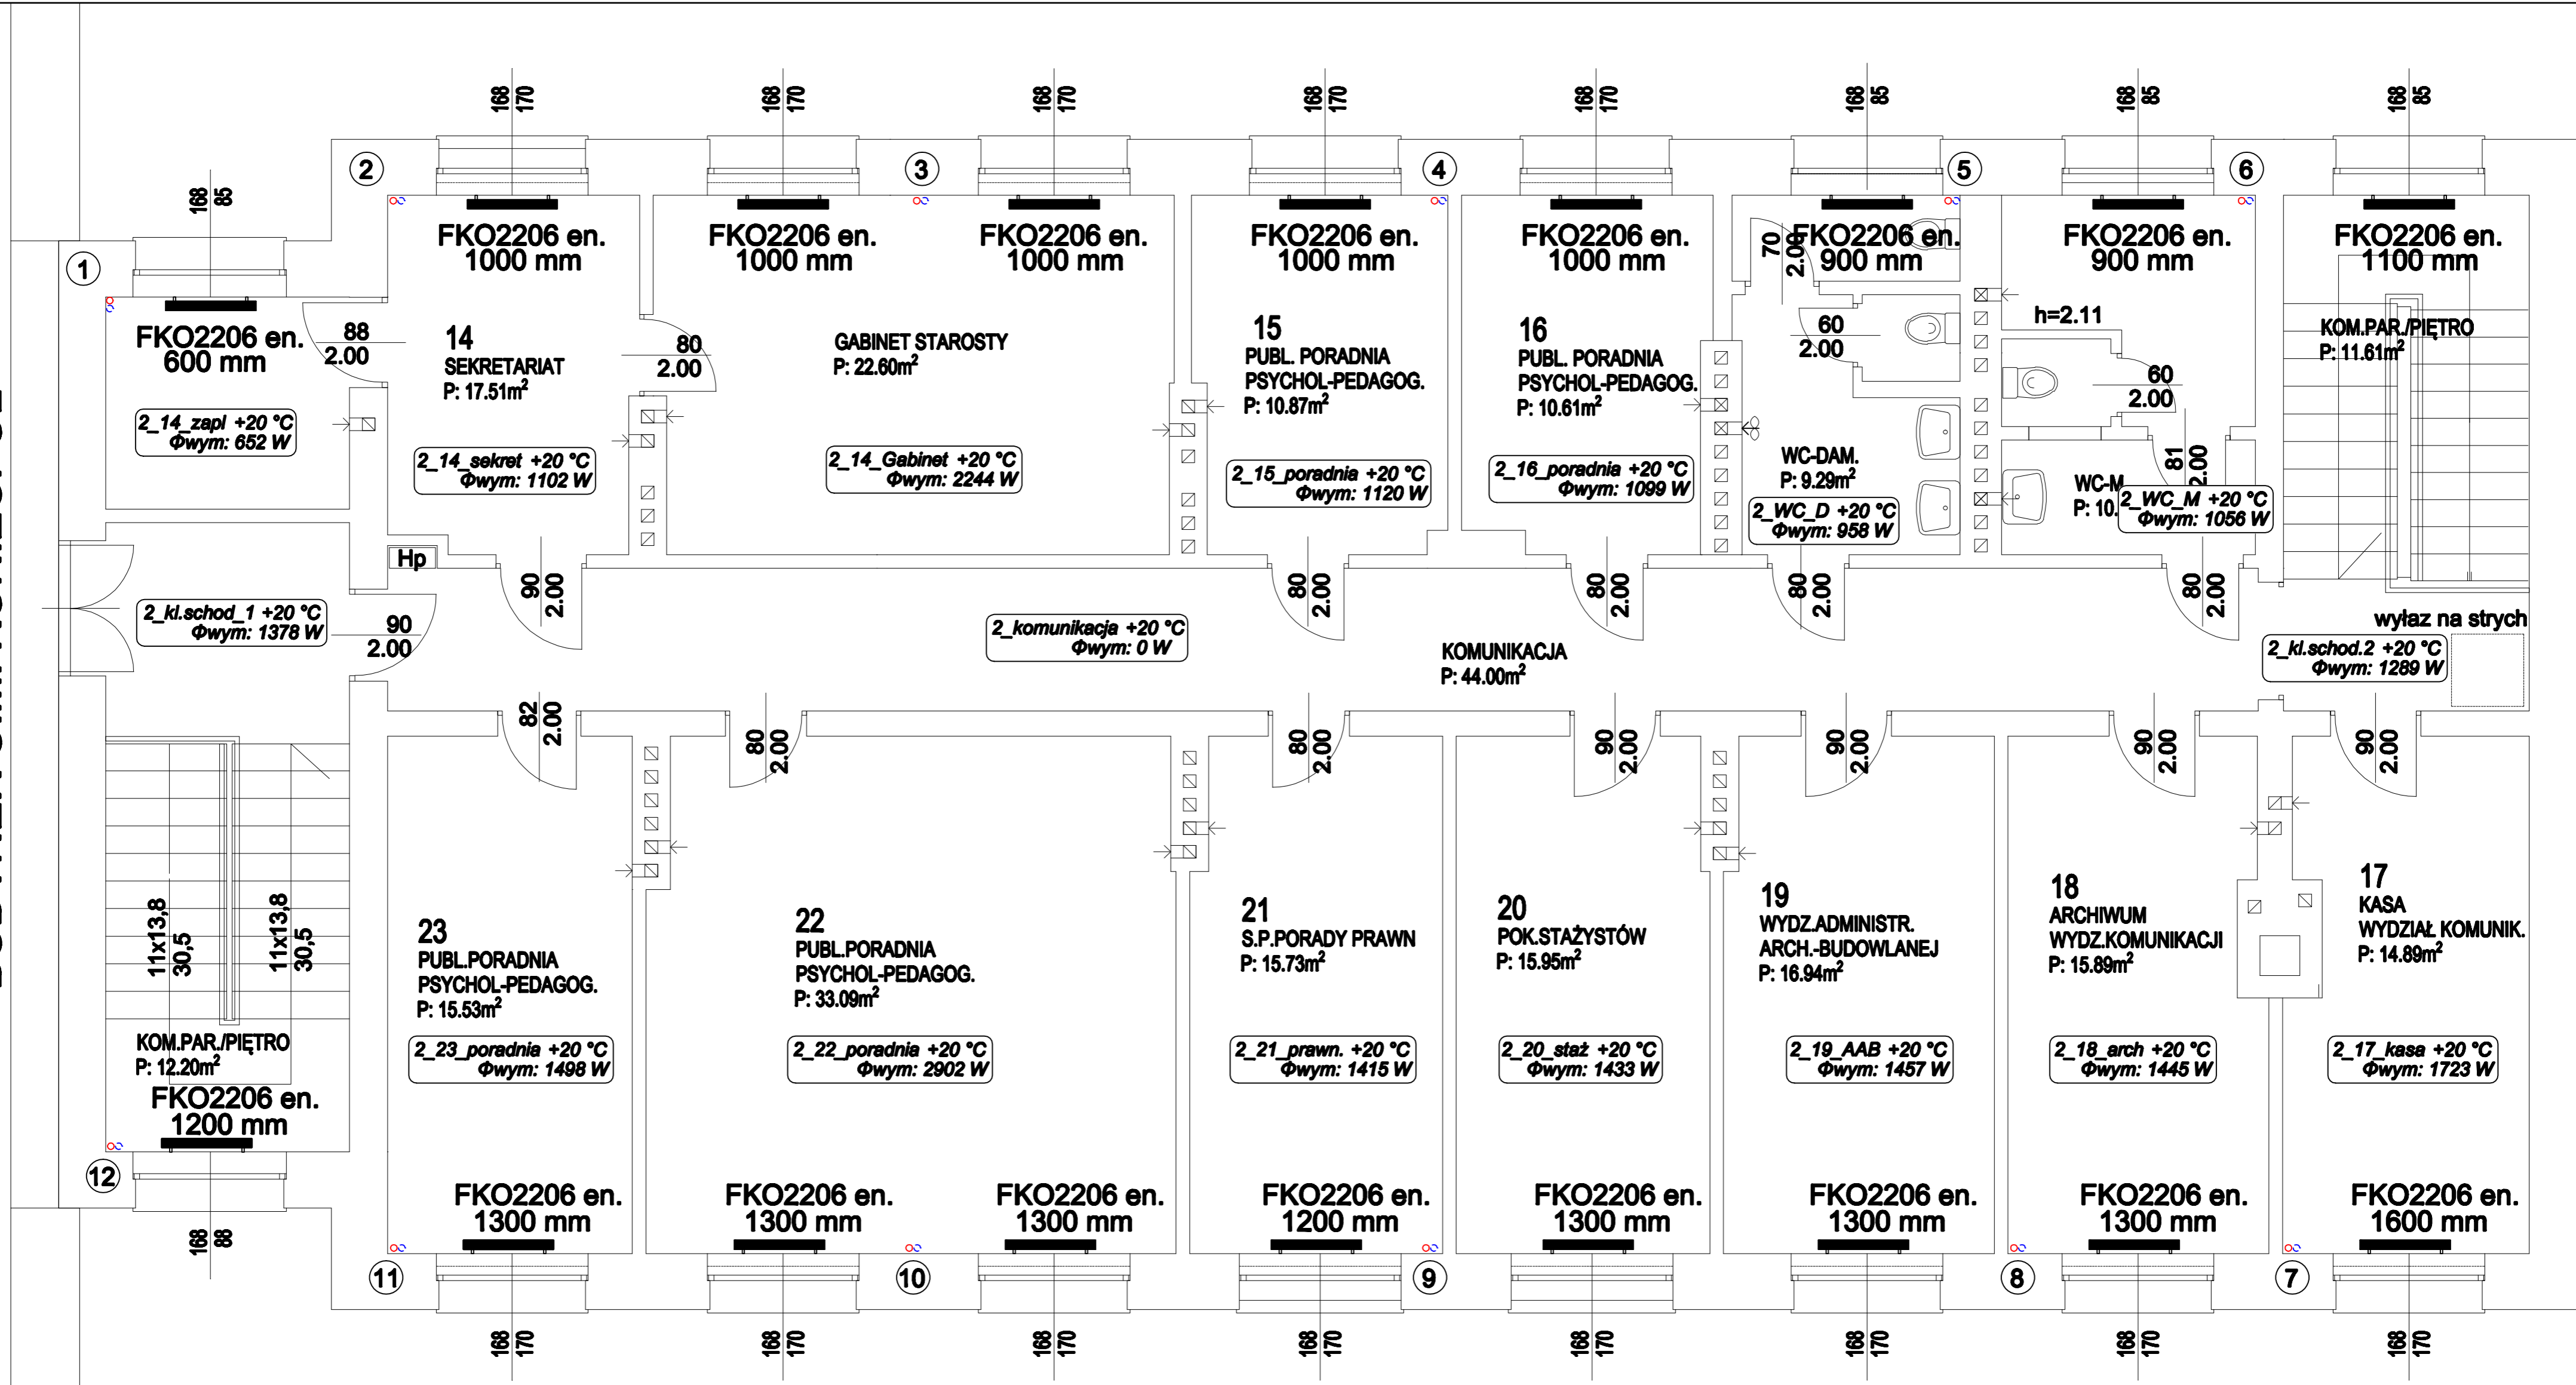 168
85
168
170
168
170
168
170
168
170
168
170
168
85
168
85
168
85
1
2
3
4
5
6
FKO2206 en.
600 mm
FKO2206 en.
1000 mm
FKO2206 en.
1000 mm
FKO2206 en.
1000 mm
FKO2206 en.
1000 mm
FKO2206 en.
1000 mm
FKO2206 en.
900 mm
FKO2206 en.
900 mm
FKO2206 en.
1100 mm
88
2.00
80
2.00
70
2.00
60
2.00
60
2.00
81
2.00
h=2.11
2_14_zapl +20 °C
Φwym: 652 W
14
SEKRETARIAT
P: 17.51m²
2_14_sekret +20 °C
Φwym: 1102 W
GABINET STAROSTY
P: 22.60m²
2_14_Gabinet +20 °C
Φwym: 2244 W
15
PUBL. PORADNIA
PSYCHOL-PEDAGOG.
P: 10.87m²
2_15_poradnia +20 °C
Φwym: 1120 W
16
PUBL. PORADNIA
PSYCHOL-PEDAGOG.
P: 10.61m²
2_16_poradnia +20 °C
Φwym: 1099 W
WC-DAM.
P: 9.29m²
2_WC_D +20 °C
Φwym: 958 W
WC-M
P: 10.
2_WC_M +20 °C
Φwym: 1056 W
KOM.PAR./PIĘTRO
P: 11.61m²
Hp
90
2.00
80
2.00
80
2.00
80
2.00
80
2.00
2_kl.schod_1 +20 °C
Φwym: 1378 W
90
2.00
2_komunikacja +20 °C
Φwym: 0 W
KOMUNIKACJA
P: 44.00m²
wyłaz na strych
2_kl.schod.2 +20 °C
Φwym: 1289 W
82
2.00
80
2.00
80
2.00
90
2.00
90
2.00
90
2.00
90
2.00
11x13,8
30,5
11x13,8
30,5
KOM.PAR./PIĘTRO
P: 12.20m²
FKO2206 en.
1200 mm
23
PUBL.PORADNIA
PSYCHOL-PEDAGOG.
P: 15.53m²
2_23_poradnia +20 °C
Φwym: 1498 W
22
PUBL.PORADNIA
PSYCHOL-PEDAGOG.
P: 33.09m²
2_22_poradnia +20 °C
Φwym: 2902 W
21
S.P.PORADY PRAWN
P: 15.73m²
2_21_prawn. +20 °C
Φwym: 1415 W
20
POK.STAŻYSTÓW
P: 15.95m²
2_20_staż +20 °C
Φwym: 1433 W
19
WYDZ.ADMINISTR.
ARCH.-BUDOWLANEJ
P: 16.94m²
2_19_AAB +20 °C
Φwym: 1457 W
18
ARCHIWUM
WYDZ.KOMUNIKACJI
P: 15.89m²
2_18_arch +20 °C
Φwym: 1445 W
17
KASA
WYDZIAŁ KOMUNIK.
P: 14.89m²
2_17_kasa +20 °C
Φwym: 1723 W
FKO2206 en.
1300 mm
FKO2206 en.
1300 mm
FKO2206 en.
1300 mm
FKO2206 en.
1200 mm
FKO2206 en.
1300 mm
FKO2206 en.
1300 mm
FKO2206 en.
1300 mm
FKO2206 en.
1600 mm
12
11
10
9
8
7
168
88
168
170
168
170
168
170
168
170
168
170
168
170
168
170
168
170